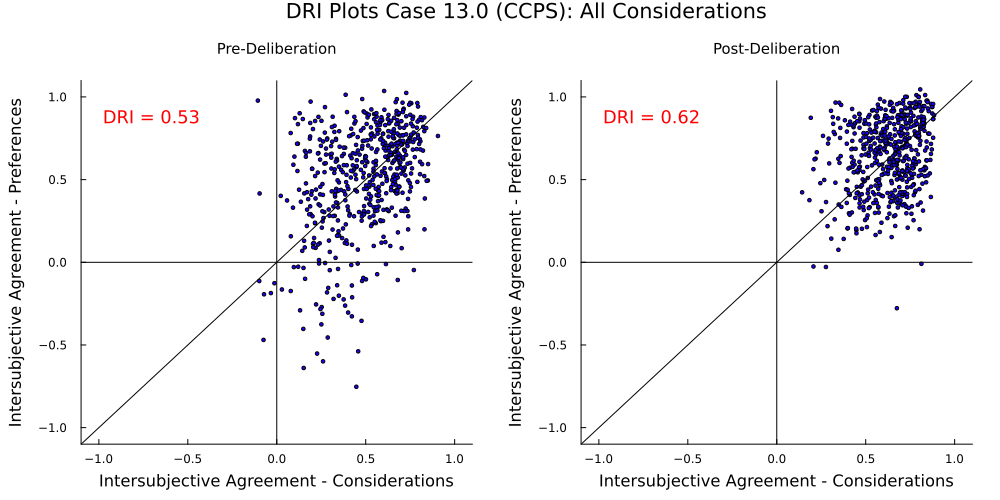 DRI Plots Case 13.0 (CCPS): All Considerations
Pre-Deliberation
DRI = 0.53
Intersubjective Agreement - Preferences
1.0
0.5
0.0
−0.5
−1.0
−1.0 −0.5 0.0 0.5 1.0
Intersubjective Agreement - Considerations
Post-Deliberation
DRI = 0.62
Intersubjective Agreement - Preferences
1.0
0.5
0.0
−0.5
−1.0
−1.0 −0.5 0.0 0.5 1.0
Intersubjective Agreement - Considerations